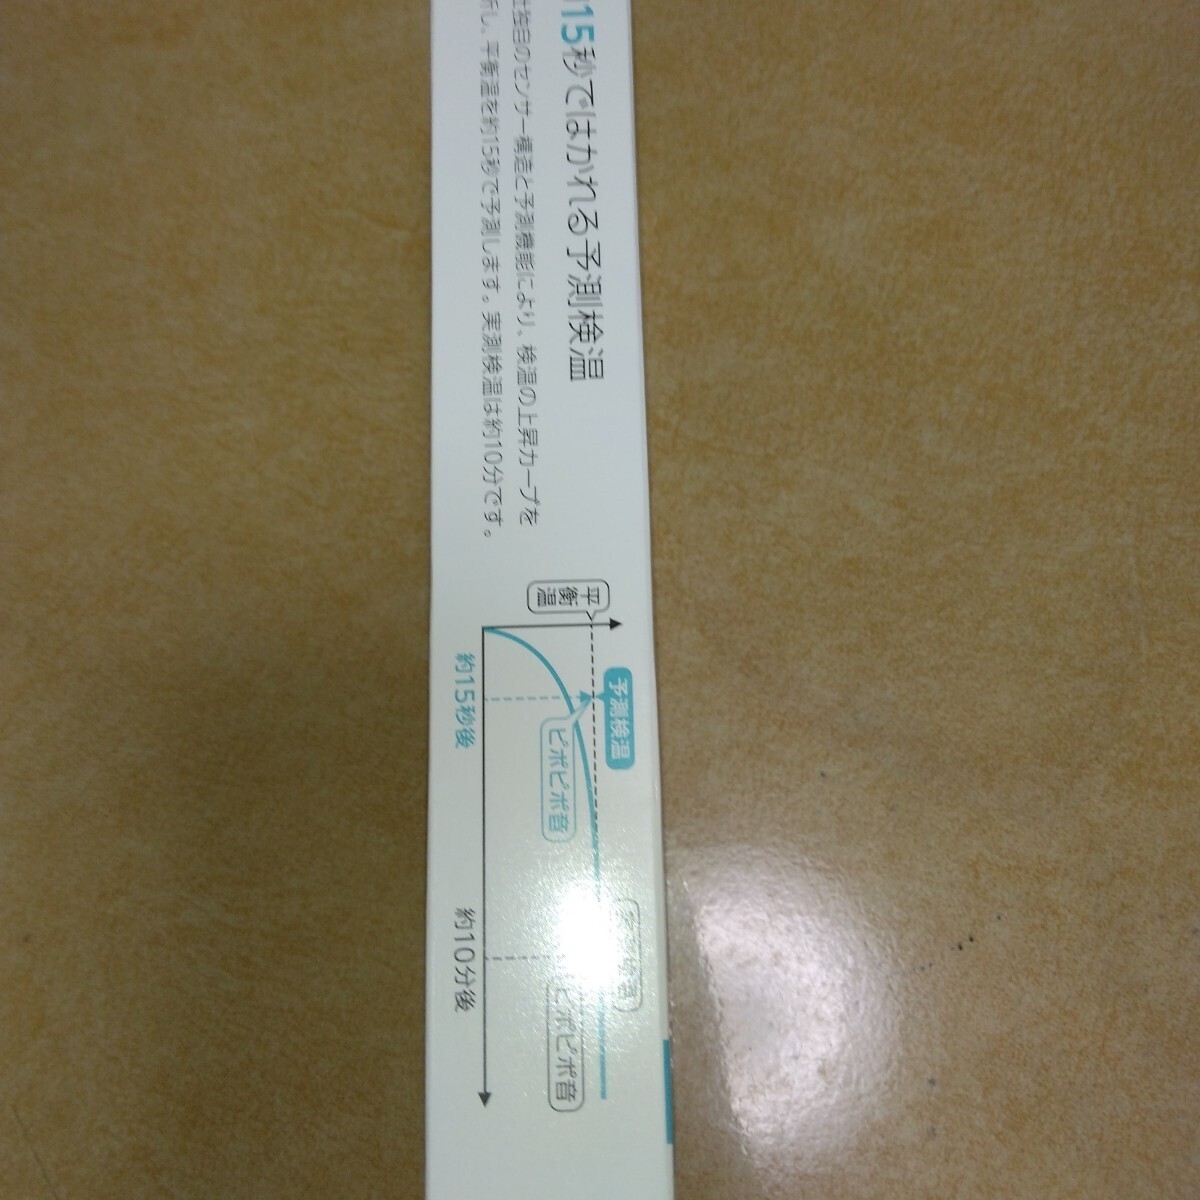 15秒ではかれる予測検温
社独自のセンサー構造と予測機能により、検温の上昇カーブを
析し、平衡温を約15秒で予測します。実測検温は約10分です。
平衡温
予測検温
ピポピポ音
ピポピポ音
約15秒後
約10分後